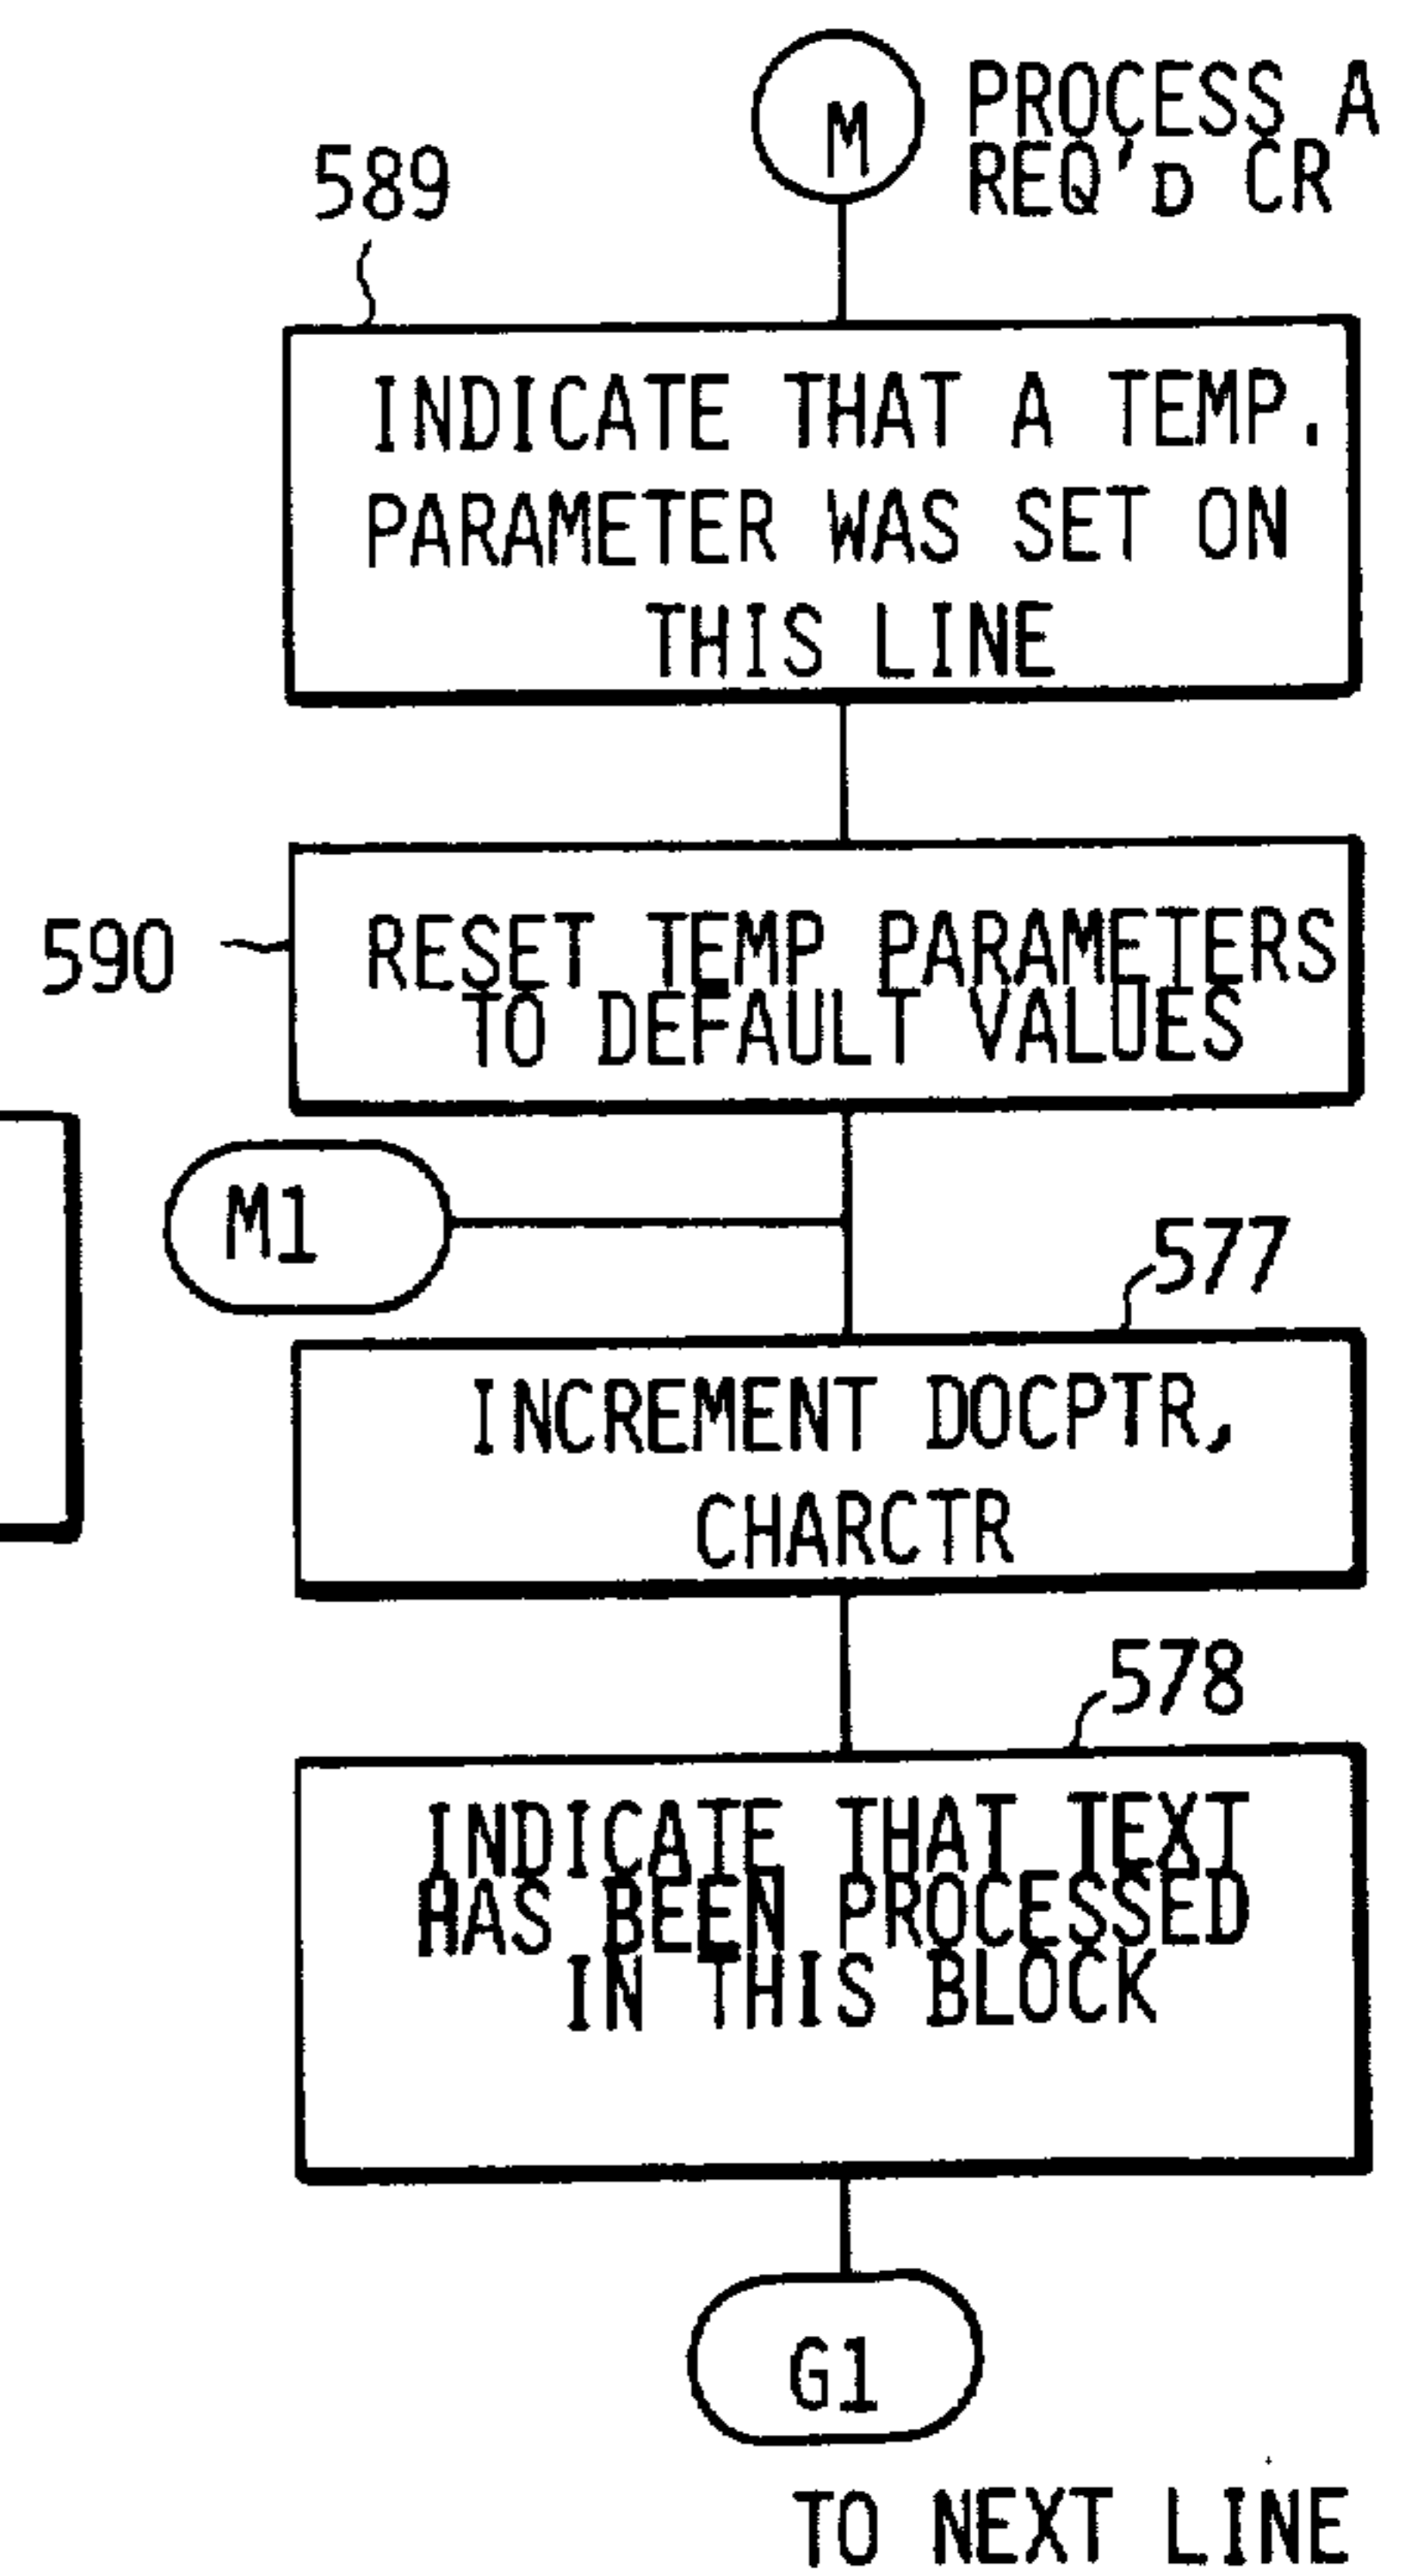 M
PROCESS A
REQ'D CR
589
INDICATE THAT A TEMP.
PARAMETER WAS SET ON
THIS LINE
590
RESET TEMP PARAMETERS
TO DEFAULT VALUES
M1
577
INCREMENT DOCPTR,
CHARCTR
578
INDICATE THAT TEXT
HAS BEEN PROCESSED
IN THIS BLOCK
G1
TO NEXT LINE